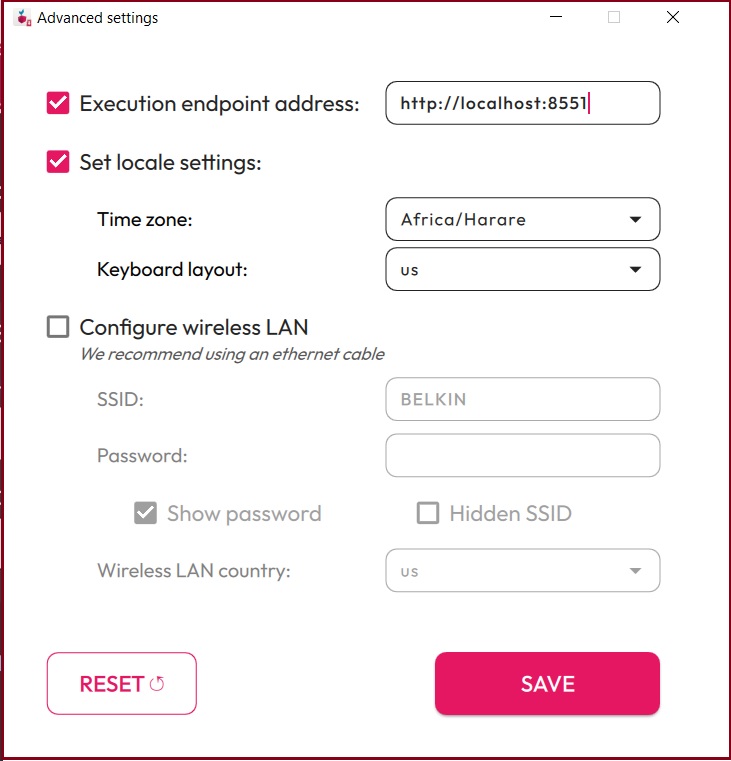 Advanced settings
Execution endpoint address: http://localhost:8551
Set locale settings:
Time zone: Africa/Harare
Keyboard layout: us
Configure wireless LAN
We recommend using an ethernet cable
SSID: BELKIN
Password:
Show password Hidden SSID
Wireless LAN country: us
RESET SAVE